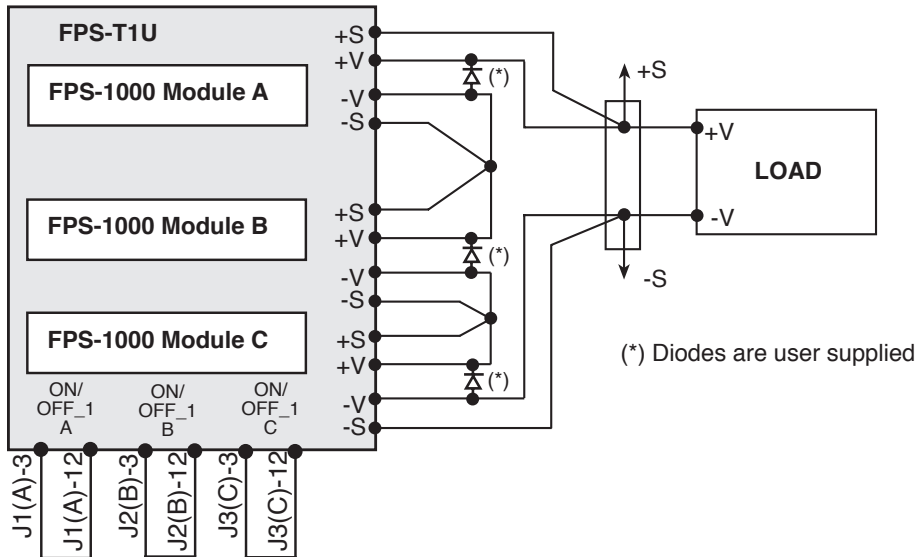 FPS-T1U
FPS-1000 Module A
FPS-1000 Module B
FPS-1000 Module C
+S
+V
-V
-S
+S
+V
-V
-S
+S
+V
-V
-S
(*)
(*)
(*)
+S
-S
+V
LOAD
-V
(*) Diodes are user supplied
ON/
OFF_1
A
ON/
OFF_1
B
ON/
OFF_1
C
J1(A)-3
J1(A)-12
J2(B)-3
J2(B)-12
J3(C)-3
J3(C)-12